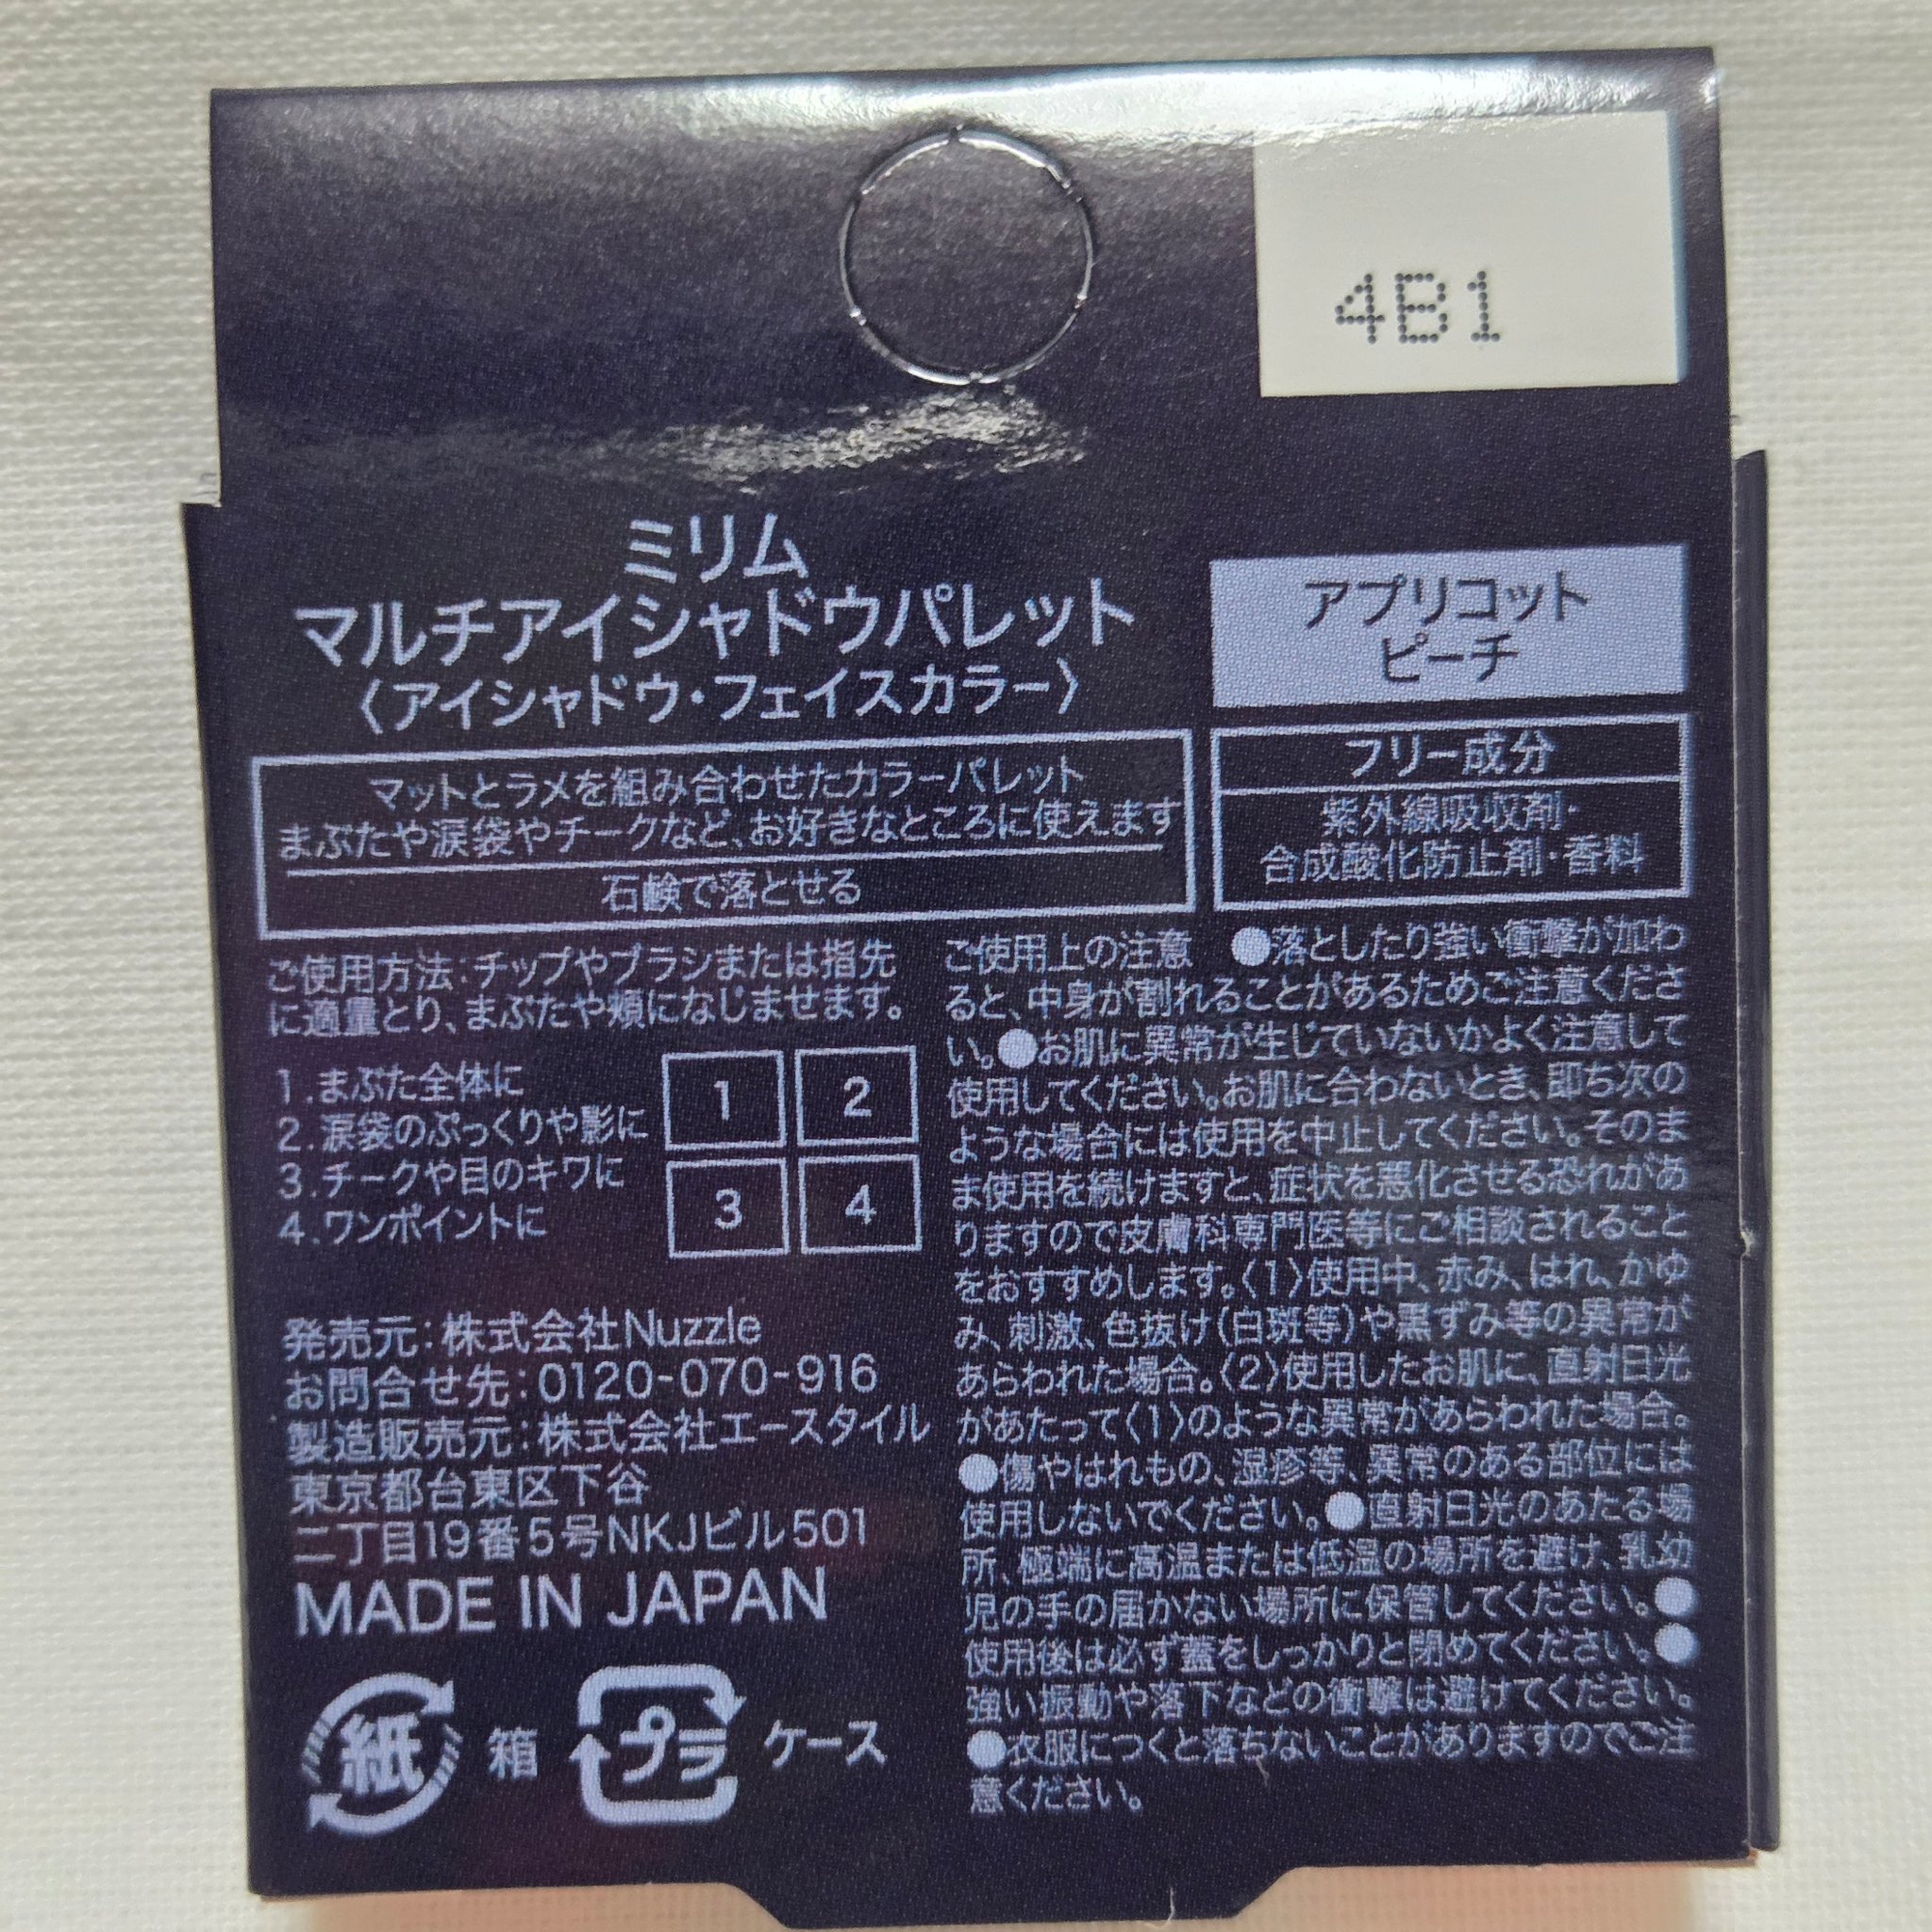 4B1
ミリム
マルチアイシャドウパレット
〈アイシャドウ・フェイスカラー〉
アプリコット
ピーチ
マットとラメを組み合わせたカラーパレット
まぶたや涙袋やチークなど、お好きなところに使えます
石鹸で落とせる
フリー成分
紫外線吸収剤・
合成酸化防止剤・香料
ご使用方法：チップやブラシまたは指先
に適量とり、まぶたや頬になじませます。
1.まぶた全体に
2.涙袋のぷっくりや影に
3.チークや目のキワに
4.ワンポイントに
1 2
3 4
発売元：株式会社Nuzzle
お問合せ先：0120-070-916
製造販売元：株式会社エースタイル
東京都台東区下谷
二丁目19番5号NKJビル501
MADE IN JAPAN
紙 箱 プラ ケース
ご使用上の注意 ●落としたり強い衝撃が加わ
ると、中身が割れることがあるためご注意くださ
い。●お肌に異常が生じていないかよく注意して
使用してください。お肌に合わないとき、即ち次の
ような場合には使用を中止してください。そのま
ま使用を続けますと、症状を悪化させる恐れがあ
りますので皮膚科専門医等にご相談されること
をおすすめします。〈1〉使用中、赤み、はれ、かゆ
み、刺激、色抜け（白斑等）や黒ずみ等の異常が
あらわれた場合。〈2〉使用したお肌に、直射日光
があたって〈1〉のような異常があらわれた場合。
●傷やはれもの、湿疹等、異常のある部位には
使用しないでください。●直射日光のあたる場
所、極端に高温または低温の場所を避け、乳幼
児の手の届かない場所に保管してください。●
使用後は必ず蓋をしっかりと閉めてください。●
強い振動や落下などの衝撃は避けてください。
●衣服につくと落ちないことがありますのでご注
意ください。